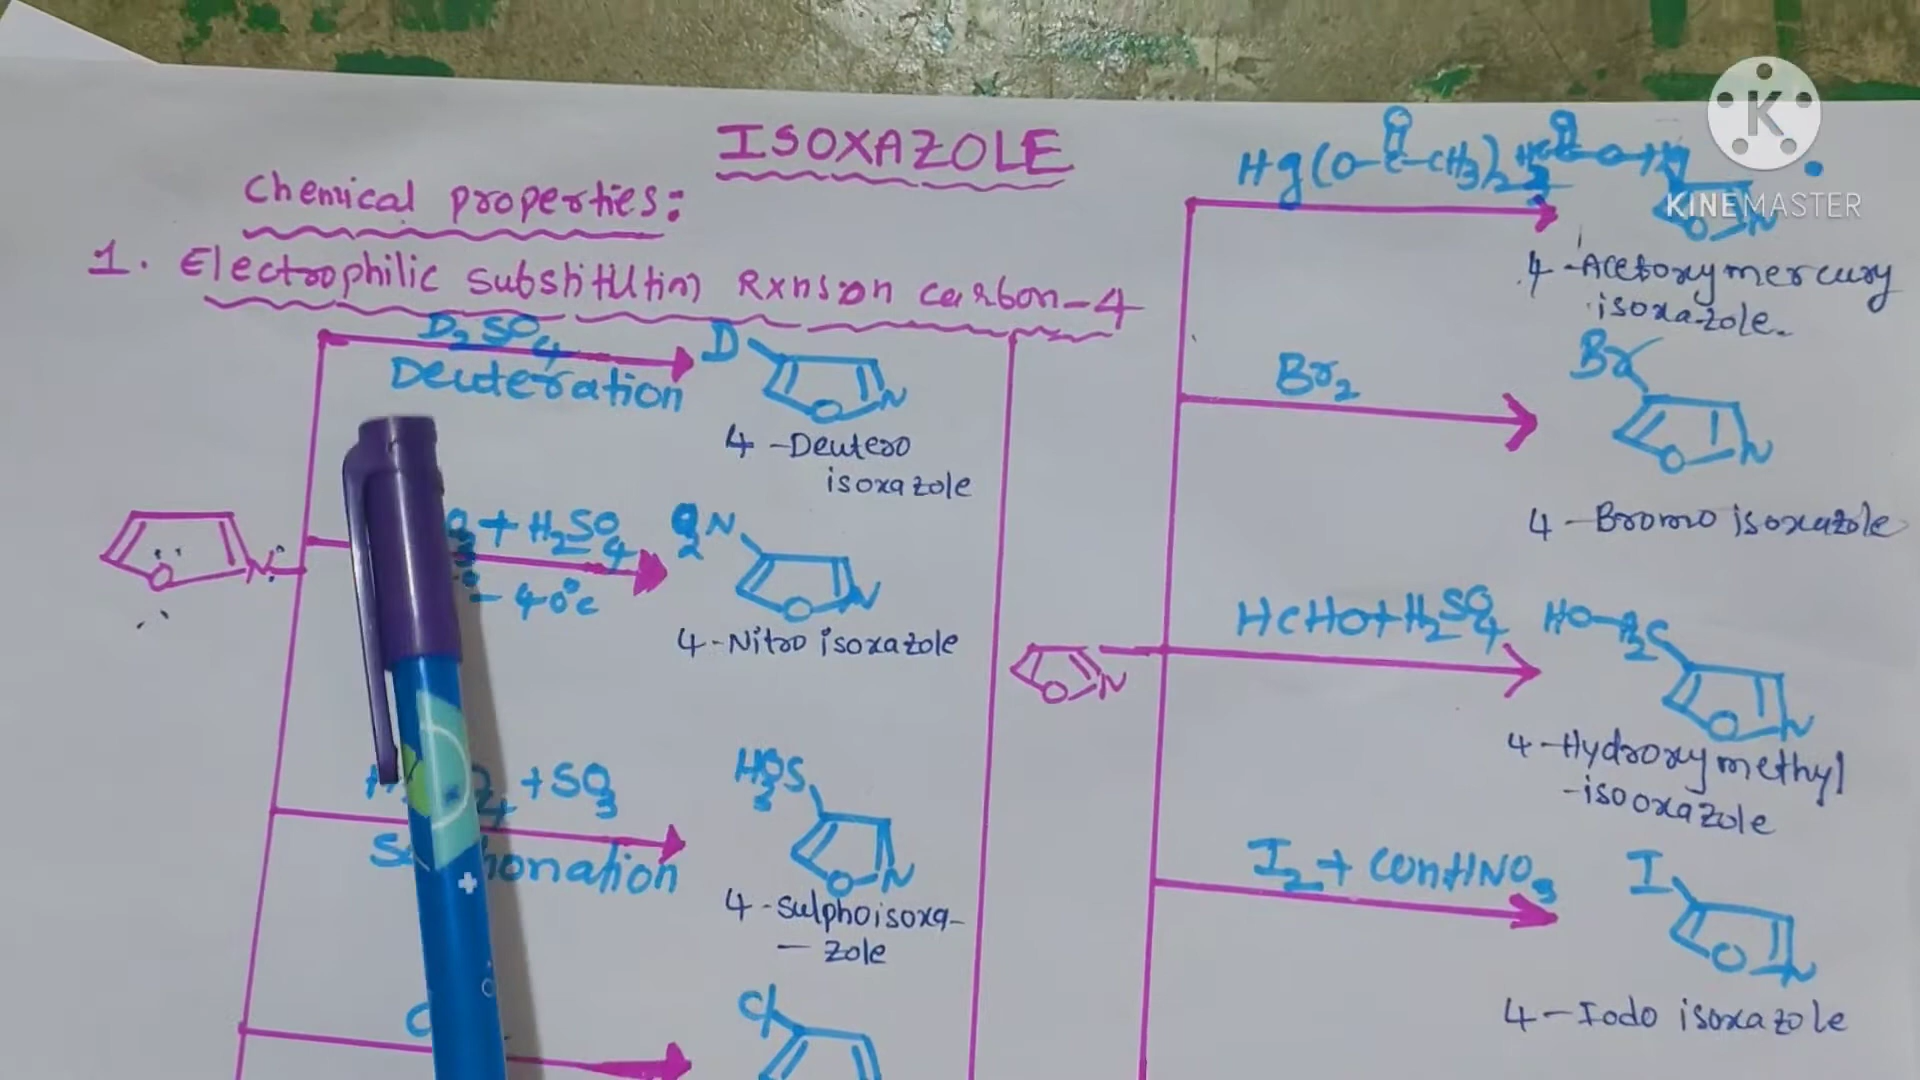 ISOXAZOLE
Chemical properties:
1. Electrophilic substitution Rxns on carbon-4
D₂SO₄
Deuteration
D
N
O
4-Deutero
isoxazole
N
O
+ H₂SO₄
-40°C
O₂N
N
O
4-Nitro isoxazole
+ SO₃
HO₃S
N
O
4-sulphoisoxa-
- zole
Cl
Hg(O-C-CH₃)₂
O
N
4-Acetoxymercury
isoxazole.
Br₂
Br
N
O
4-Bromo isoxazole
N
O
HCHO+H₂SO₄
HO-H₂C
N
O
4-Hydroxymethyl
-isooxazole
I₂ + Con HNO₃
I
N
O
4-Iodo isoxazole
K
KINEMASTER